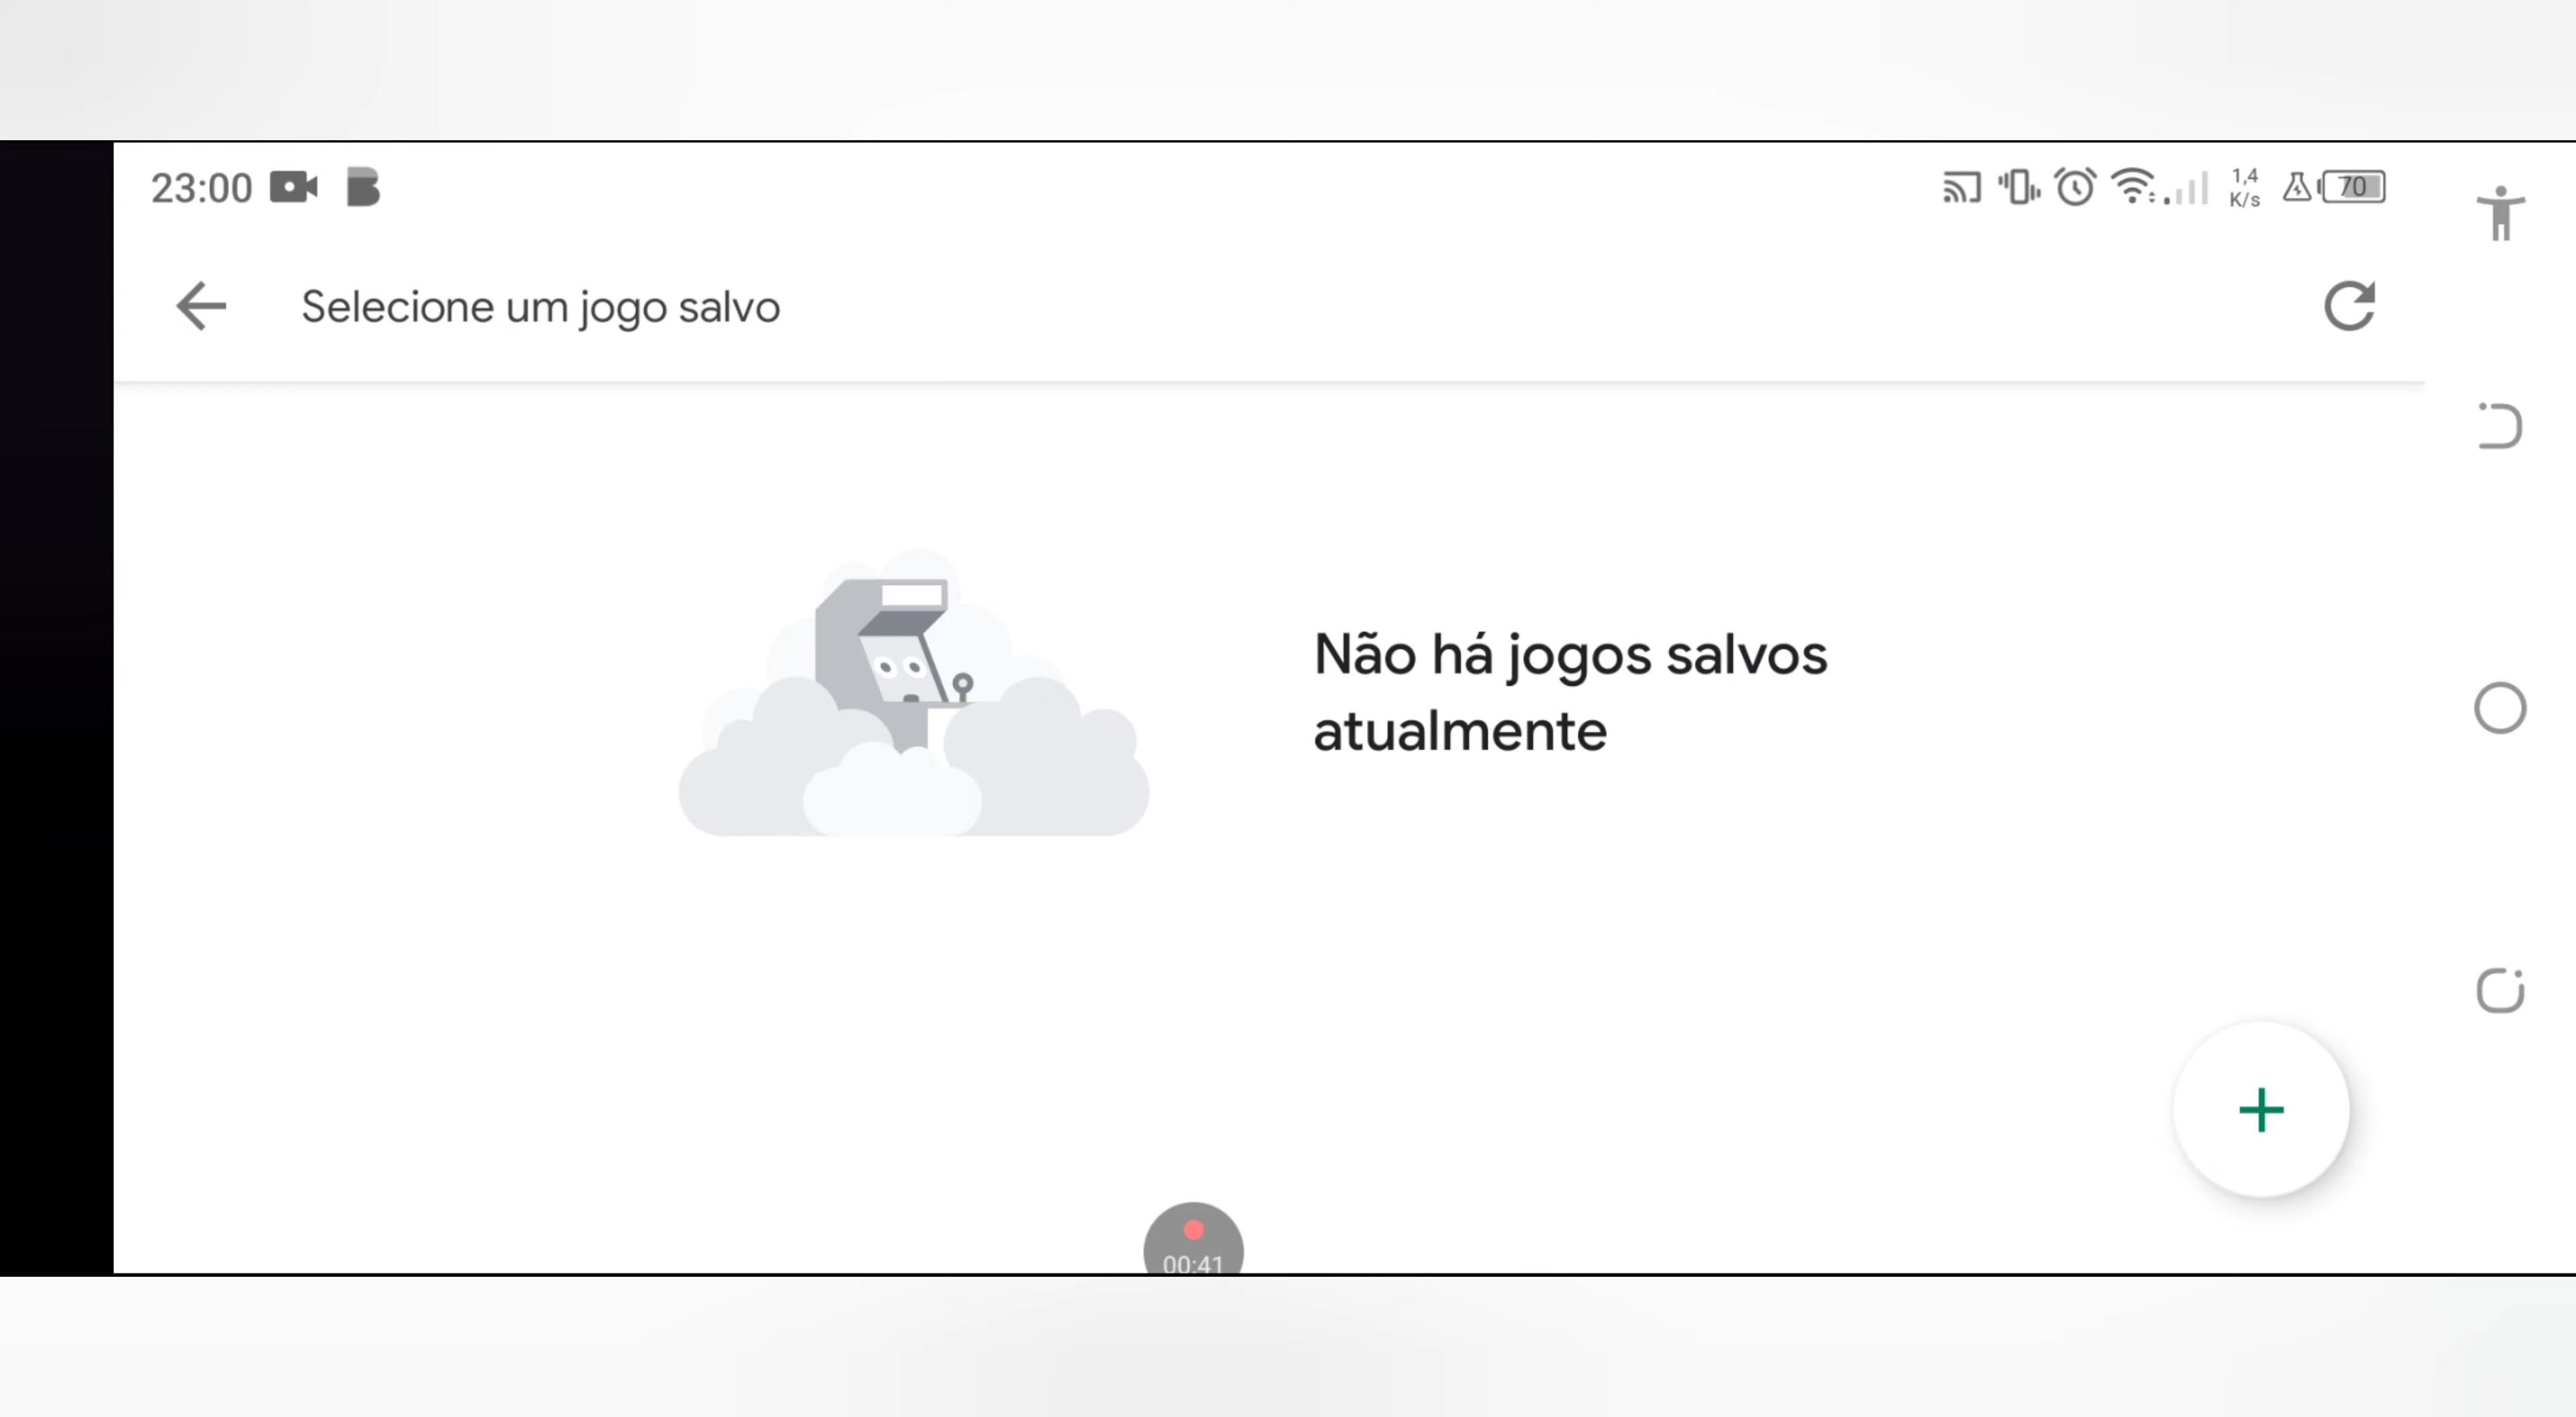 23:00
1,4
K/s
70
Selecione um jogo salvo
Não há jogos salvos
atualmente
00:41